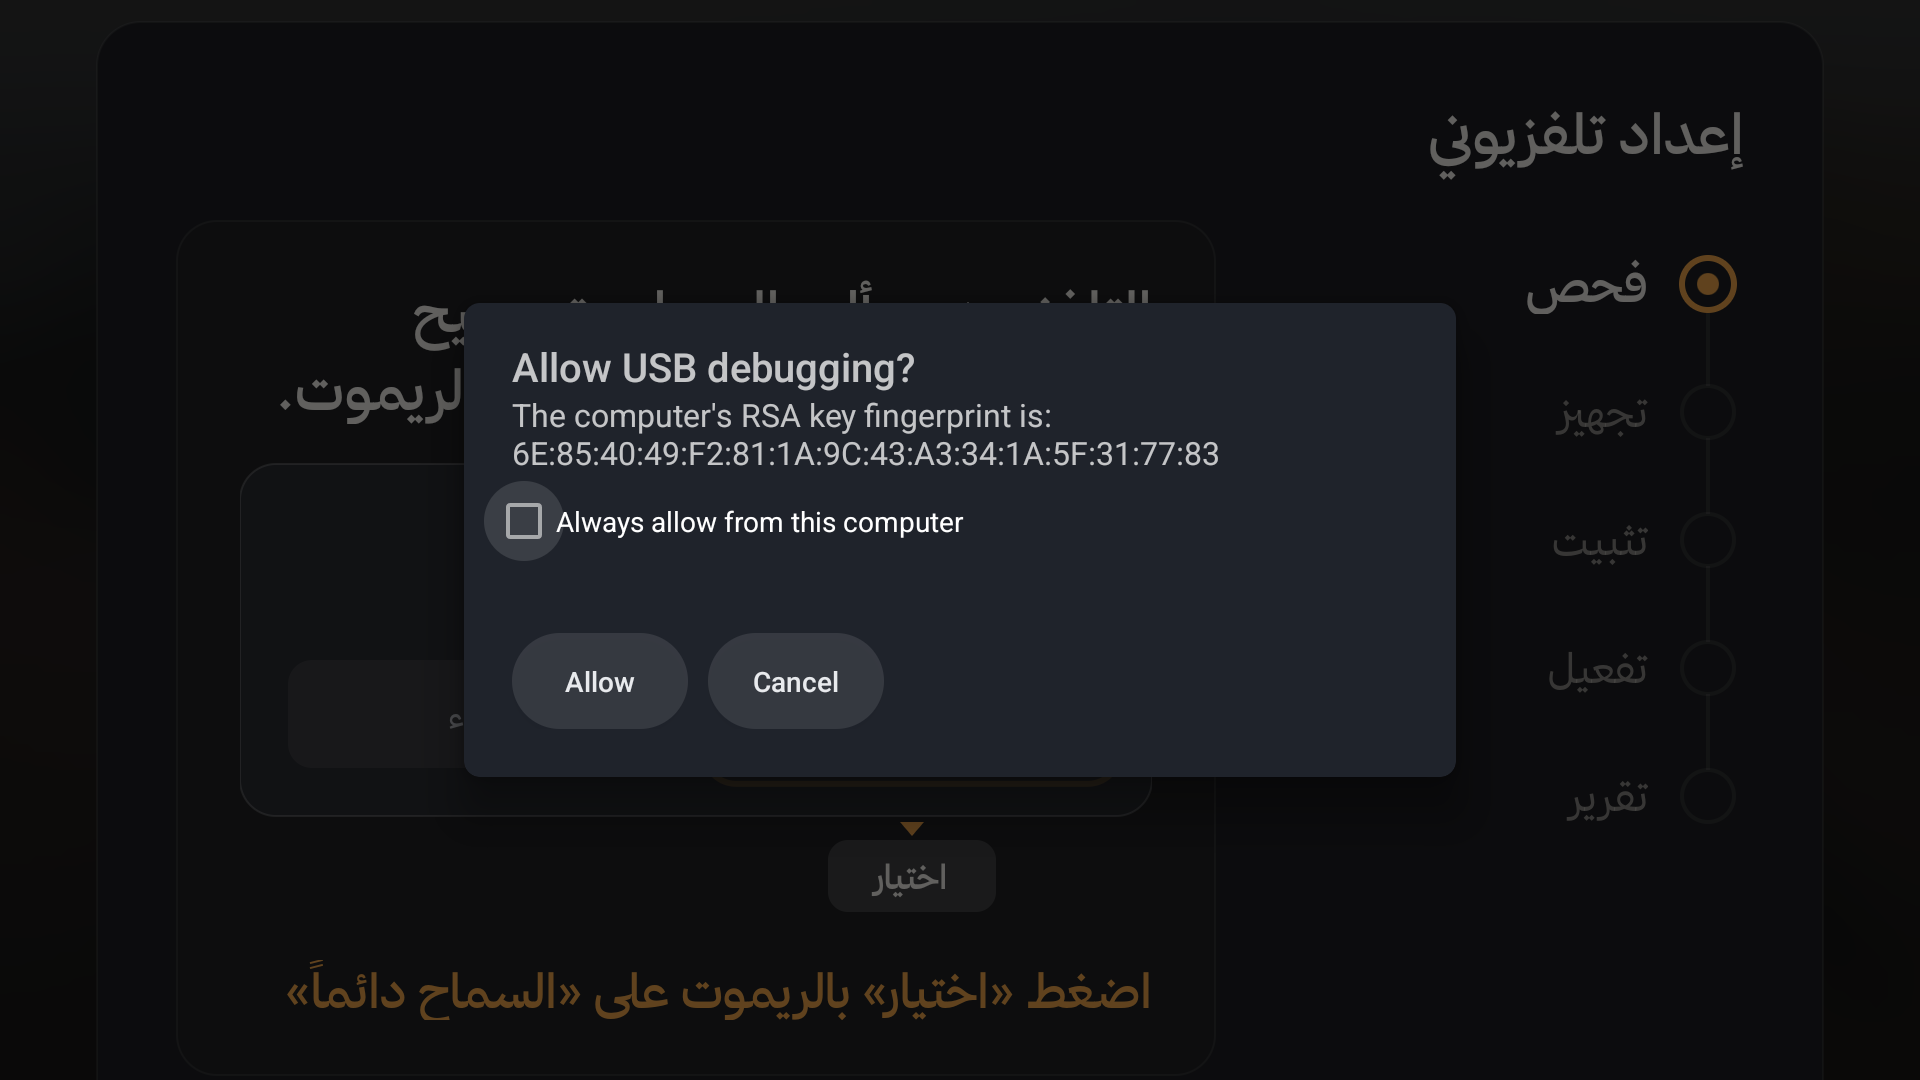 إعداد تلفزيوني
فحص
تجهيز
تثبيت
تفعيل
تقرير
Allow USB debugging?
The computer's RSA key fingerprint is:
6E:85:40:49:F2:81:1A:9C:43:A3:34:1A:5F:31:77:83
Always allow from this computer
Allow
Cancel
اختيار
اضغط «اختيار» بالريموت على «السماح دائماً»